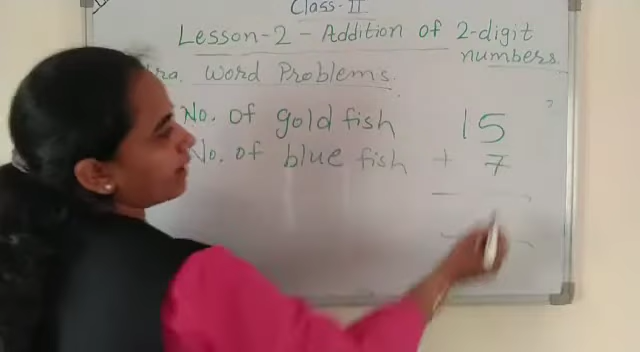 Class-II
Lesson-2 - Addition of 2-digit
numbers.
Word Problems.
No. of gold fish 15
No. of blue fish + 7